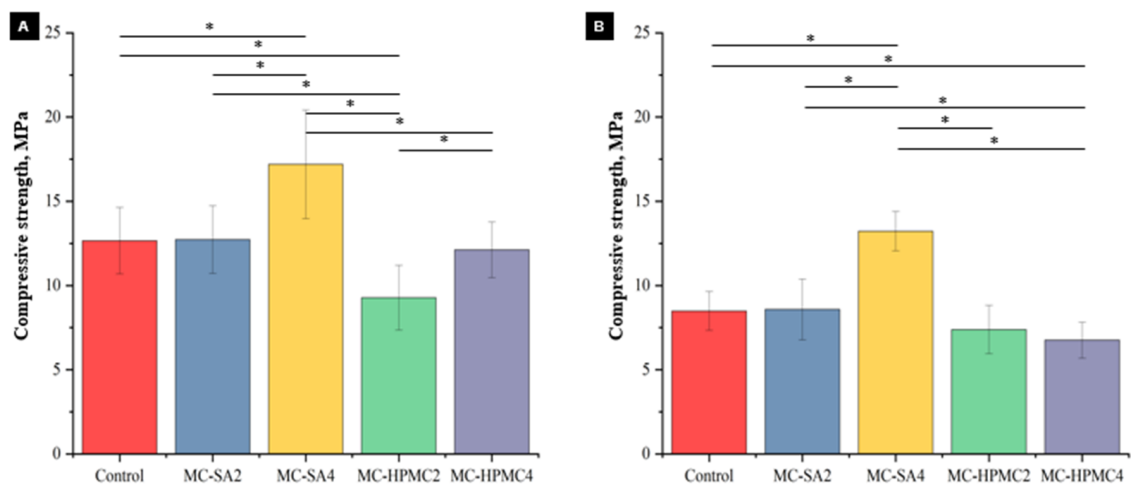 A
Compressive strength, MPa
25
20
15
10
5
0
*
*
*
*
*
*
*
Control
MC-SA2
MC-SA4
MC-HPMC2
MC-HPMC4
B
Compressive strength, MPa
25
20
15
10
5
0
*
*
*
*
*
*
Control
MC-SA2
MC-SA4
MC-HPMC2
MC-HPMC4